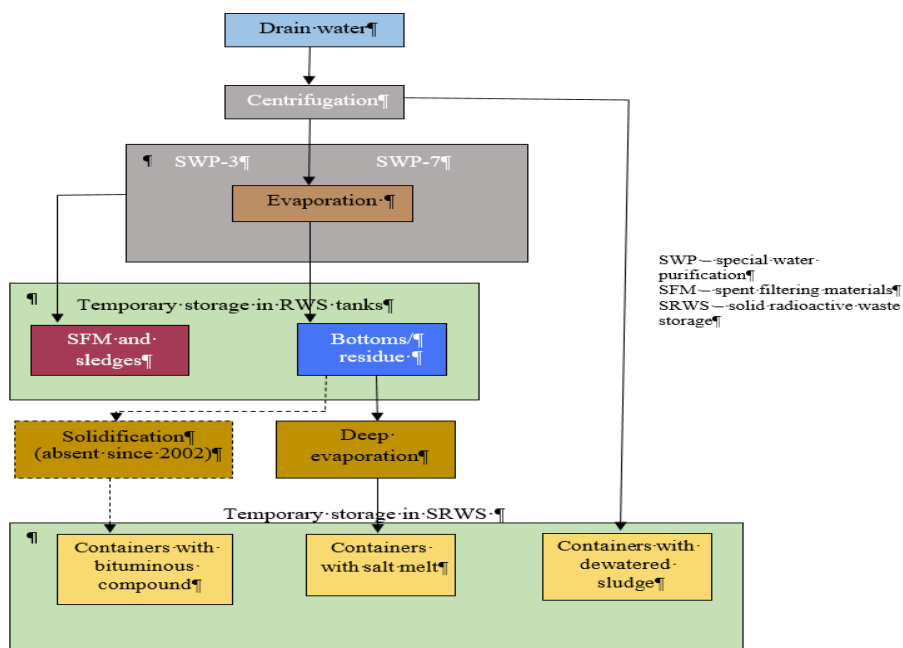 Drain·water¶
Centrifugation¶
¶ SWP-3¶ SWP-7¶
Evaporation·¶
SWP·–·special·water·
purification¶
SFM·–·spent·filtering·materials¶
SRWS·–·solid·radioactive·waste·
storage¶
¶
Temporary·storage·in·RWS·tanks¶
SFM·and·
sledges¶
Bottoms/¶
residue·¶
Solidification¶
(absent·since·2002)¶
Deep·
evaporation¶
Temporary·storage·in·SRWS·¶
¶
Containers·with·
bituminous·
compound¶
Containers·
with·salt·melt¶
Containers·with·
dewatered·
sludge¶